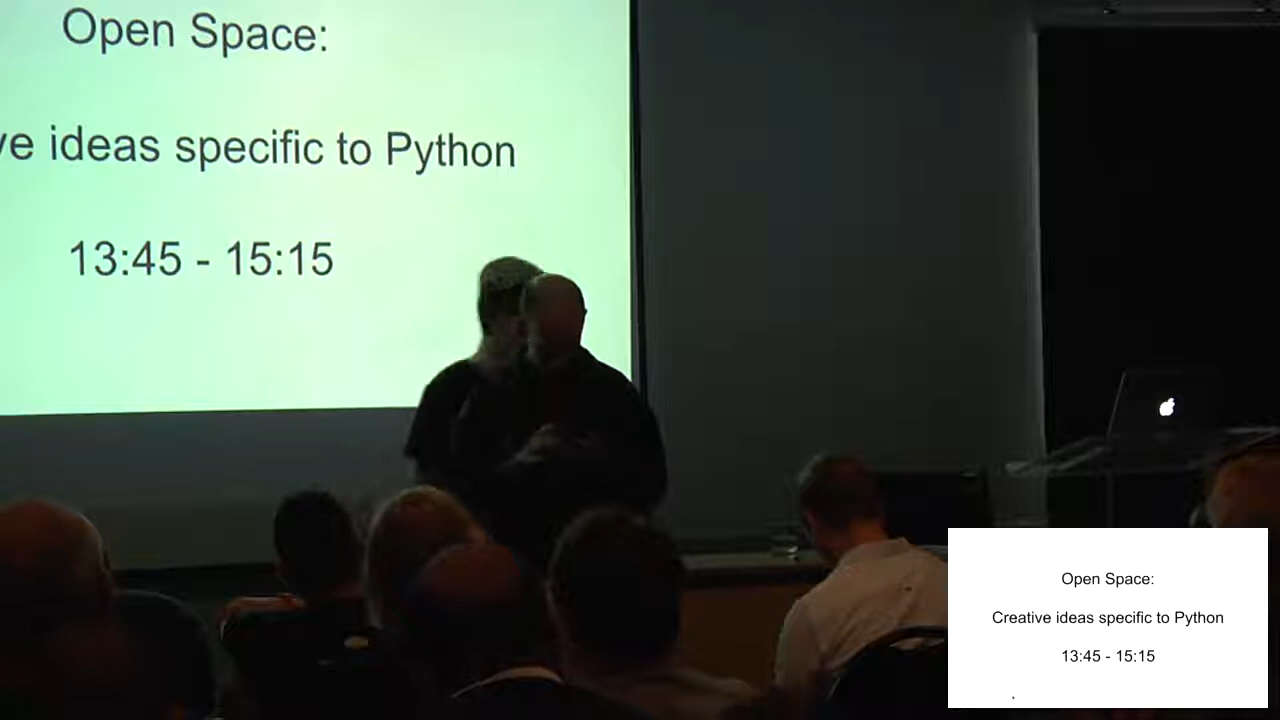 Open Space:
ve ideas specific to Python
13:45 - 15:15
Open Space:
Creative ideas specific to Python
13:45 - 15:15